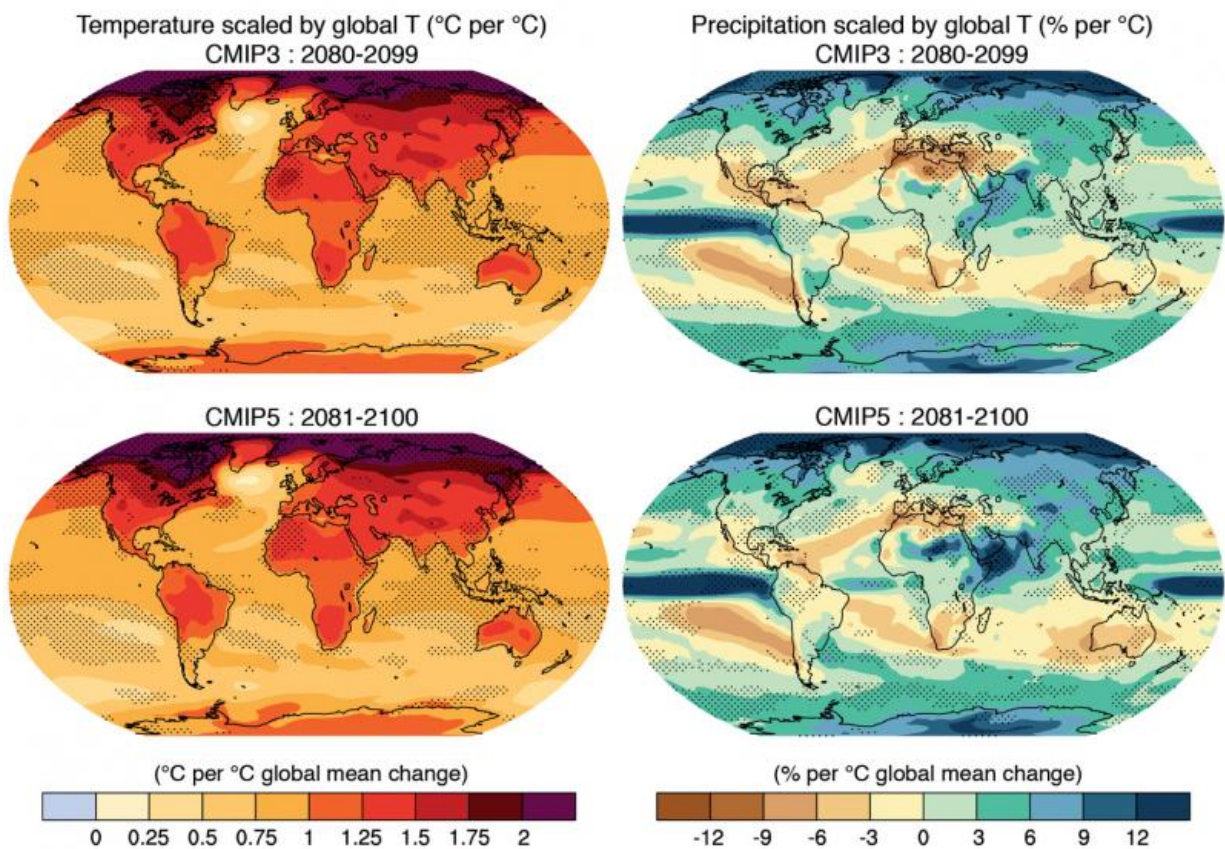 Temperature scaled by global T (°C per °C)
CMIP3 : 2080-2099
Precipitation scaled by global T (% per °C)
CMIP3 : 2080-2099
CMIP5 : 2081-2100
CMIP5 : 2081-2100
(°C per °C global mean change)
0 0.25 0.5 0.75 1 1.25 1.5 1.75 2
(% per °C global mean change)
-12 -9 -6 -3 0 3 6 9 12